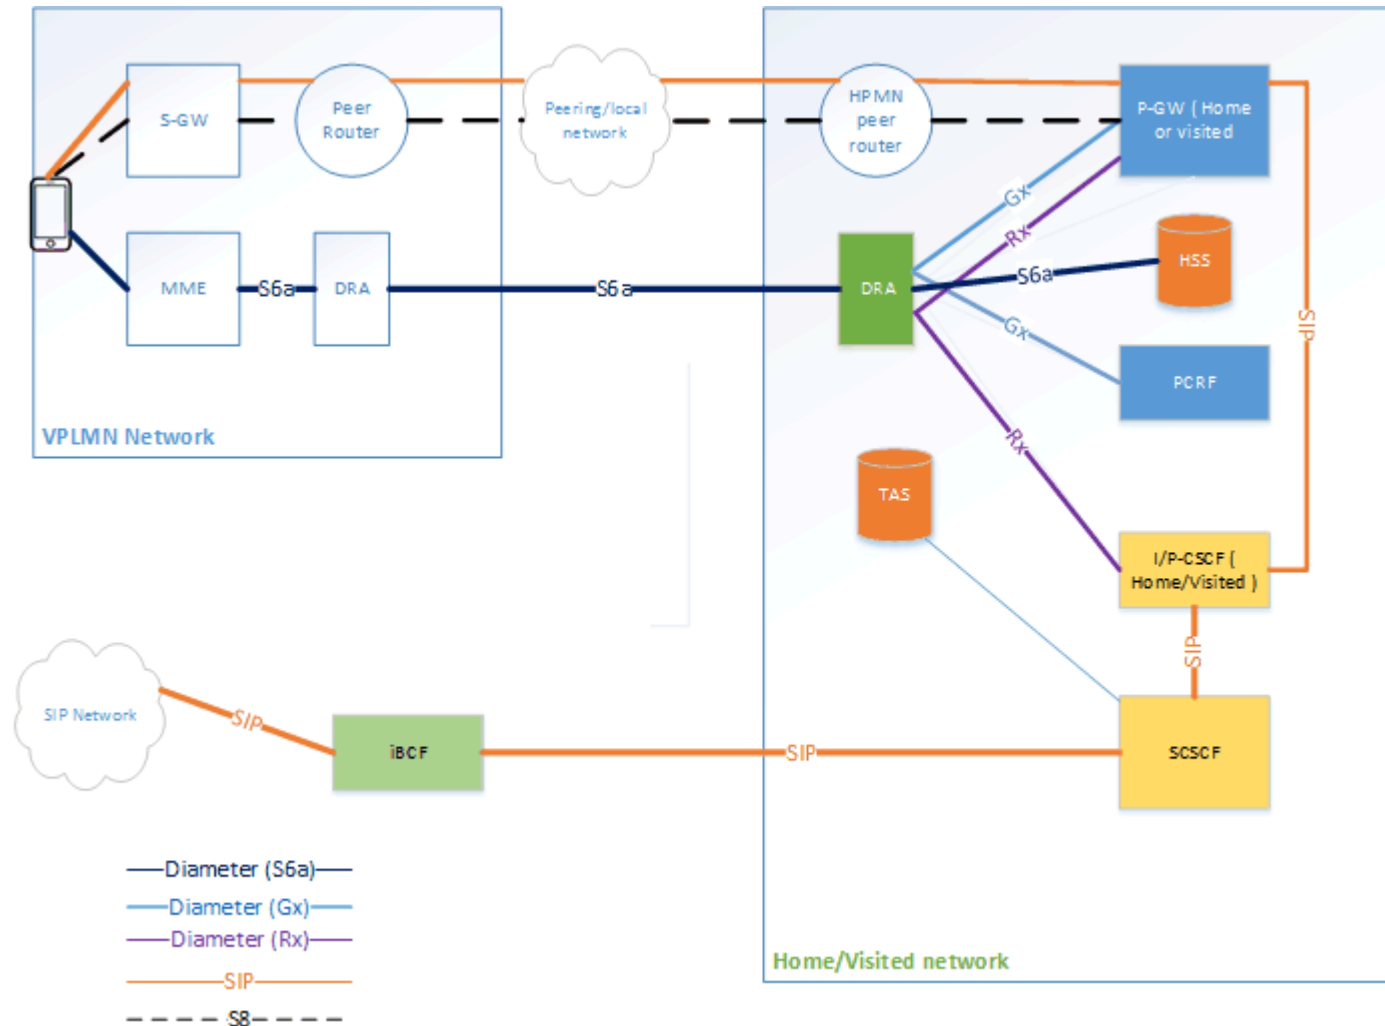 S-GW
Peer
Router
Peering/local
network
HPMN
peer
router
P-GW ( Home
or visited
Gx
Rx
MME
S6a
DRA
S6a
DRA
S6a
HSS
Gx
SIP
PCRF
VPLMN Network
Rx
TAS
I/P-CSCF (
Home/Visited )
SIP
SIP Network
SIP
iBCF
SIP
SCSCF
Diameter (S6a)
Diameter (Gx)
Diameter (Rx)
SIP
S8
Home/Visited network